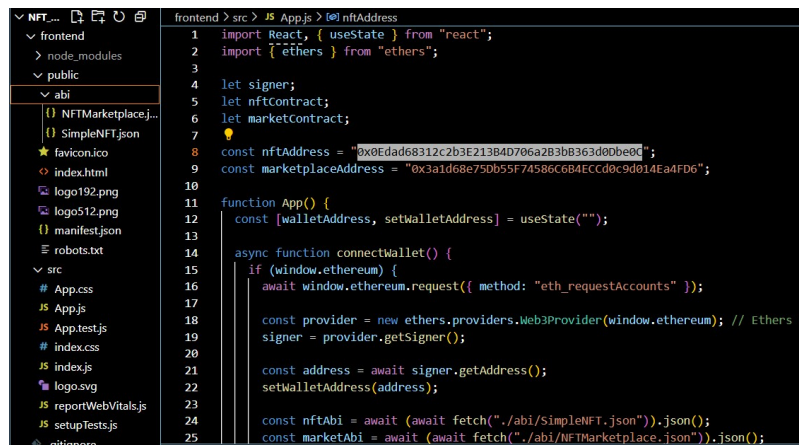 NFT_...
frontend
node_modules
public
abi
NFTMarketplace.j...
SimpleNFT.json
favicon.ico
index.html
logo192.png
logo512.png
manifest.json
robots.txt
src
App.css
App.js
App.test.js
index.css
index.js
logo.svg
reportWebVitals.js
setupTests.js
.gitignore
frontend > src > JS App.js > nftAddress
1 import React, { useState } from "react";
2 import { ethers } from "ethers";
3
4 let signer;
5 let nftContract;
6 let marketContract;
7
8 const nftAddress = "0x0Edad68312c2b3E213B4D706a2B3bB363d0Dbe0C";
9 const marketplaceAddress = "0x3a1d68e75Db55F74586C6B4ECCd0c9d014Ea4FD6";
10
11 function App() {
12 const [walletAddress, setWalletAddress] = useState("");
13
14 async function connectWallet() {
15 if (window.ethereum) {
16 await window.ethereum.request({ method: "eth_requestAccounts" });
17
18 const provider = new ethers.providers.Web3Provider(window.ethereum); // Ethers
19 signer = provider.getSigner();
20
21 const address = await signer.getAddress();
22 setWalletAddress(address);
23
24 const nftAbi = await (await fetch("./abi/SimpleNFT.json")).json();
25 const marketAbi = await (await fetch("./abi/NFTMarketplace.json")).json();